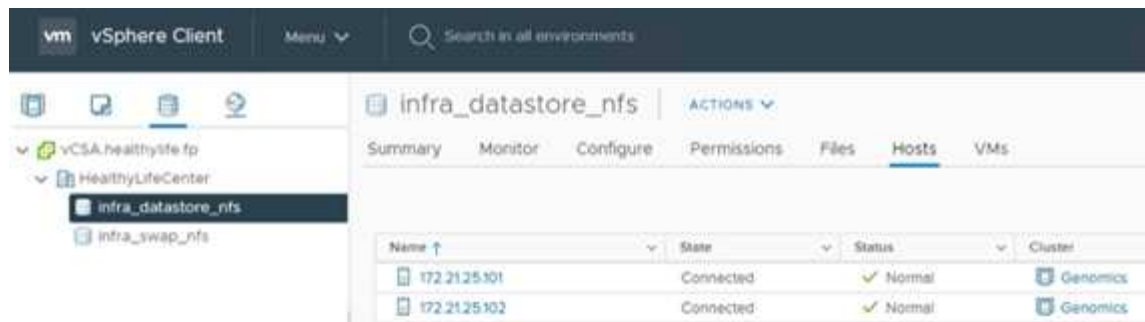 vm vSphere Client Menu Search in all environments
infra_datastore_nfs ACTIONS
vCSA.healthylife.fp
Summary Monitor Configure Permissions Files Hosts VMs
HealthyLifeCenter
infra_datastore_nfs
infra_swap_nfs
Name State Status Cluster
172.21.25.101 Connected Normal Genomics
172.21.25.102 Connected Normal Genomics